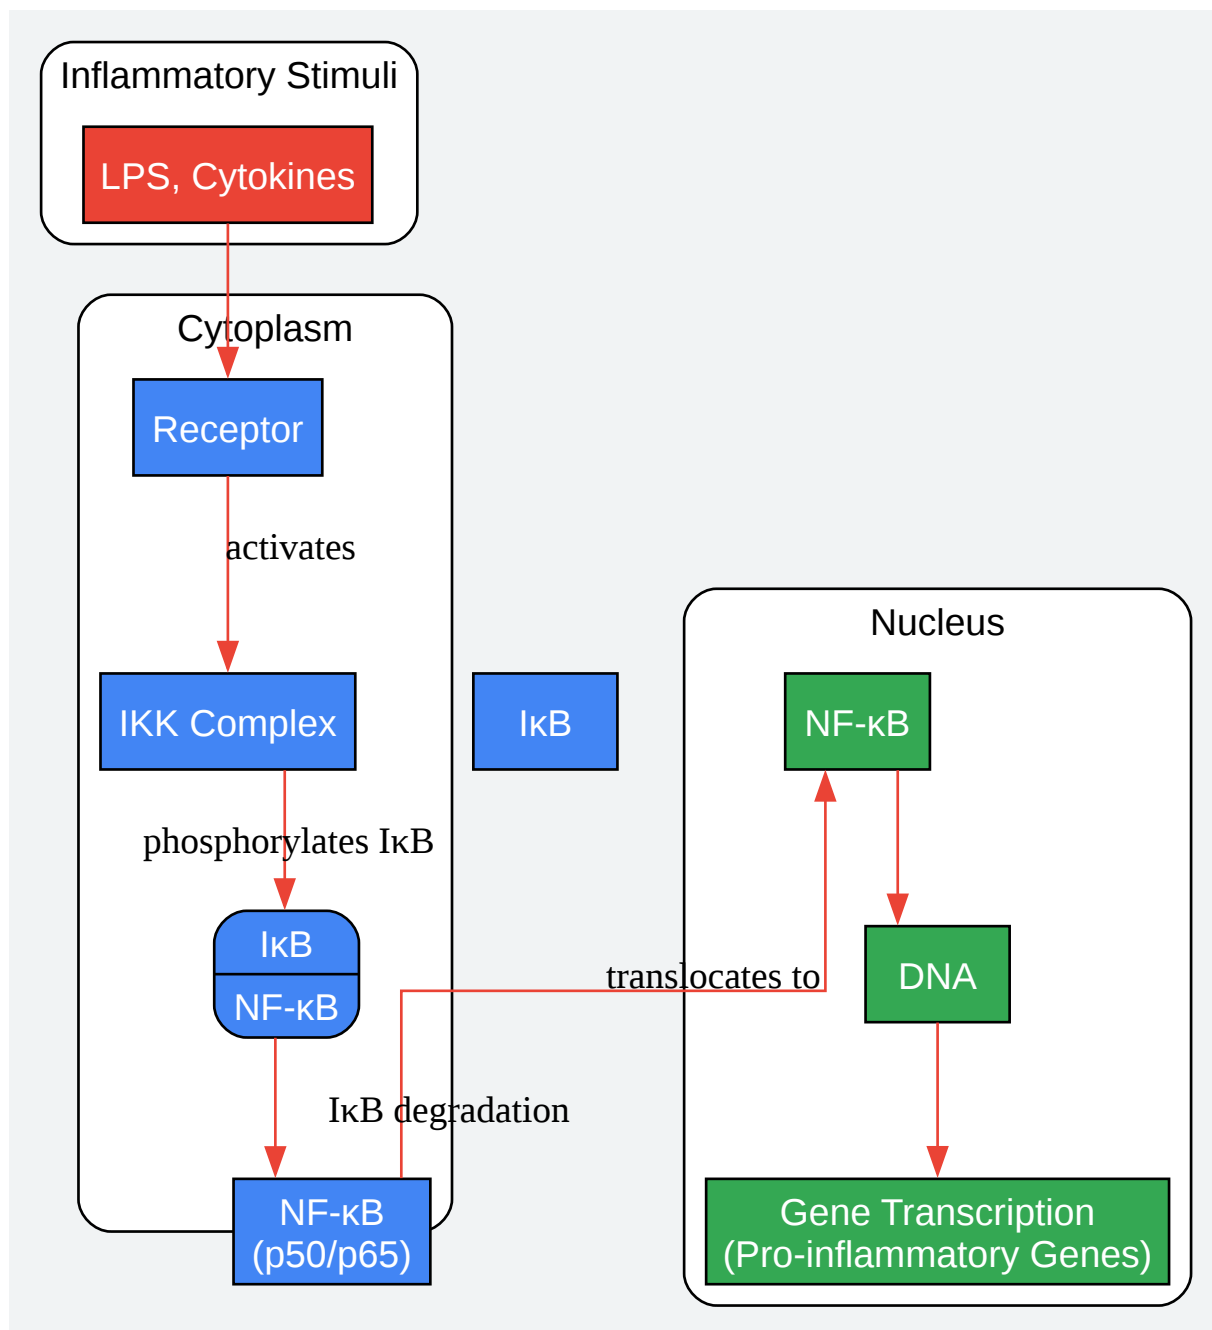 Inflammatory Stimuli
LPS, Cytokines
Cytoplasm
Receptor
activates
IKK Complex
phosphorylates IκB
IκB
NF-κB
IκB degradation
NF-κB
(p50/p65)
IκB
translocates to
Nucleus
NF-κB
DNA
Gene Transcription
(Pro-inflammatory Genes)